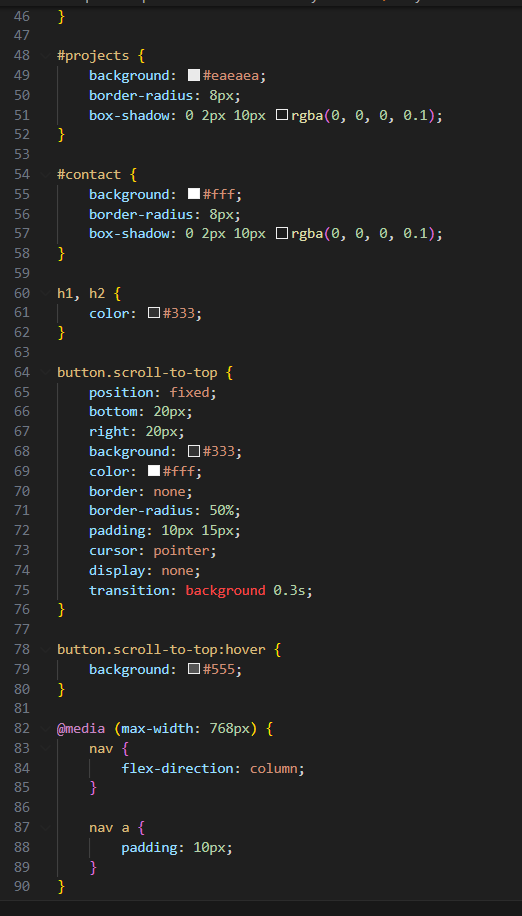 46 }
47
48 #projects {
49     background: #eaeaea;
50     border-radius: 8px;
51     box-shadow: 0 2px 10px rgba(0, 0, 0, 0.1);
52 }
53
54 #contact {
55     background: #fff;
56     border-radius: 8px;
57     box-shadow: 0 2px 10px rgba(0, 0, 0, 0.1);
58 }
59
60 h1, h2 {
61     color: #333;
62 }
63
64 button.scroll-to-top {
65     position: fixed;
66     bottom: 20px;
67     right: 20px;
68     background: #333;
69     color: #fff;
70     border: none;
71     border-radius: 50%;
72     padding: 10px 15px;
73     cursor: pointer;
74     display: none;
75     transition: background 0.3s;
76 }
77
78 button.scroll-to-top:hover {
79     background: #555;
80 }
81
82 @media (max-width: 768px) {
83     nav {
84         flex-direction: column;
85     }
86
87     nav a {
88         padding: 10px;
89     }
90 }